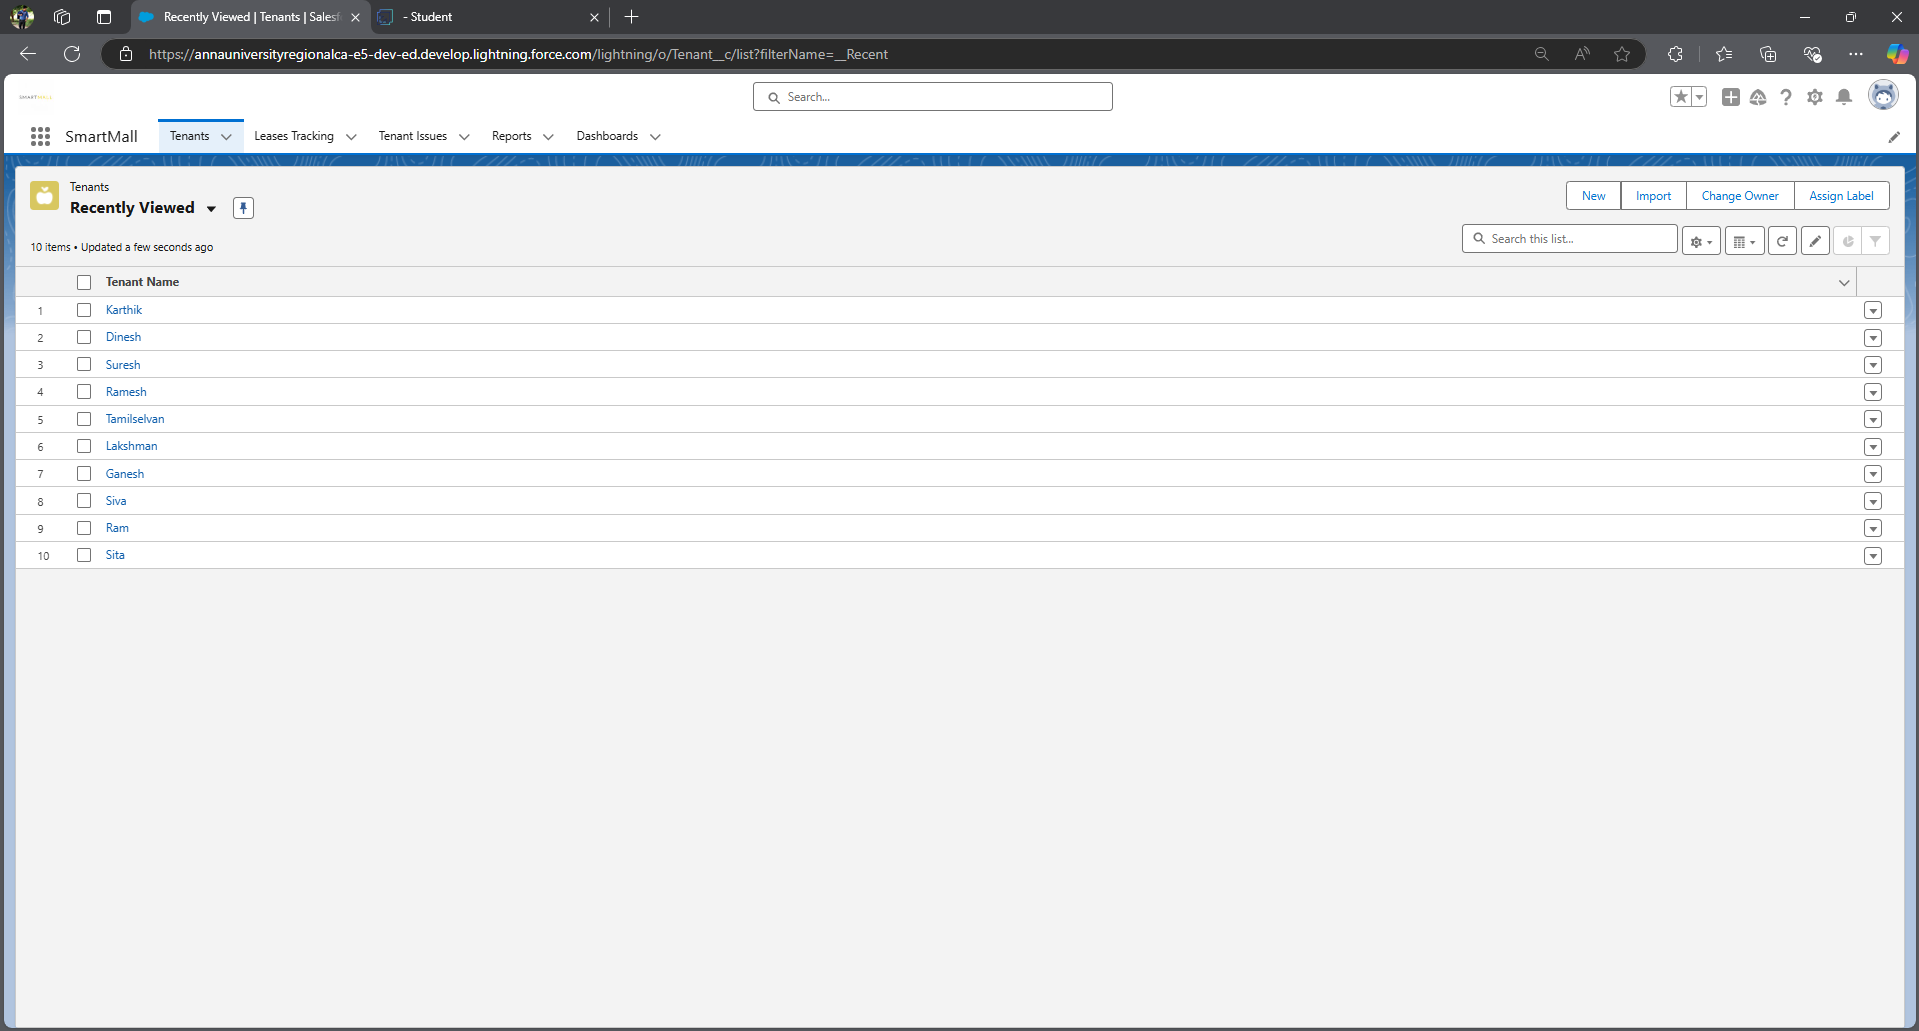 Recently Viewed | Tenants | Salesf
- Student
https://annauniversityregionalca-e5-dev-ed.develop.lightning.force.com/lightning/o/Tenant__c/list?filterName=__Recent
SMARTMALL
Search...
SmartMall
Tenants
Leases Tracking
Tenant Issues
Reports
Dashboards
Tenants
Recently Viewed
New
Import
Change Owner
Assign Label
10 items • Updated a few seconds ago
Search this list...
Tenant Name
1 Karthik
2 Dinesh
3 Suresh
4 Ramesh
5 Tamilselvan
6 Lakshman
7 Ganesh
8 Siva
9 Ram
10 Sita